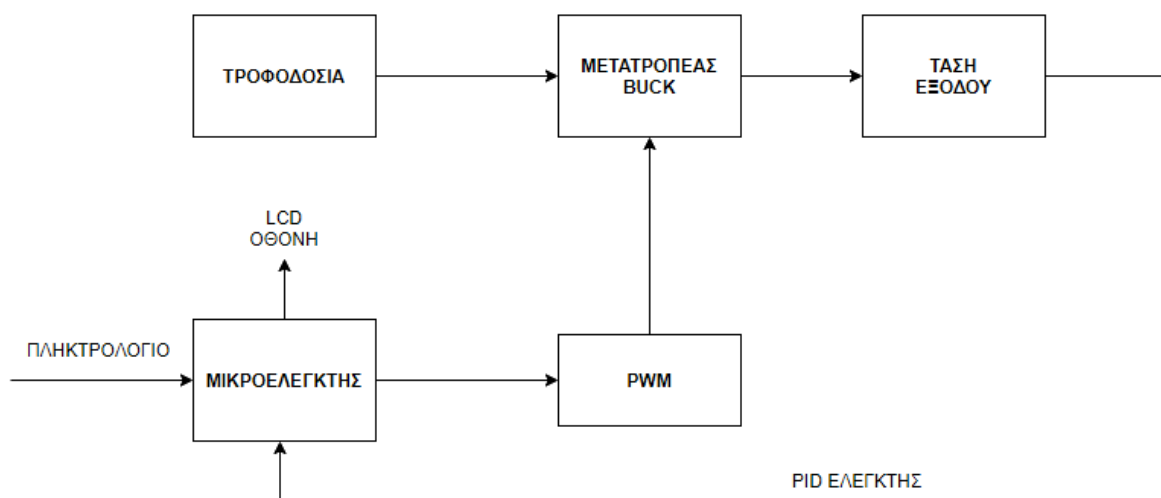 ΤΡΟΦΟΔΟΣΙΑ
ΜΕΤΑΤΡΟΠΕΑΣ
BUCK
ΤΑΣΗ
ΕΞΟΔΟΥ
LCD
ΟΘΟΝΗ
ΠΛΗΚΤΡΟΛΟΓΙΟ
ΜΙΚΡΟΕΛΕΓΚΤΗΣ
PWM
PID ΕΛΕΓΚΤΗΣ